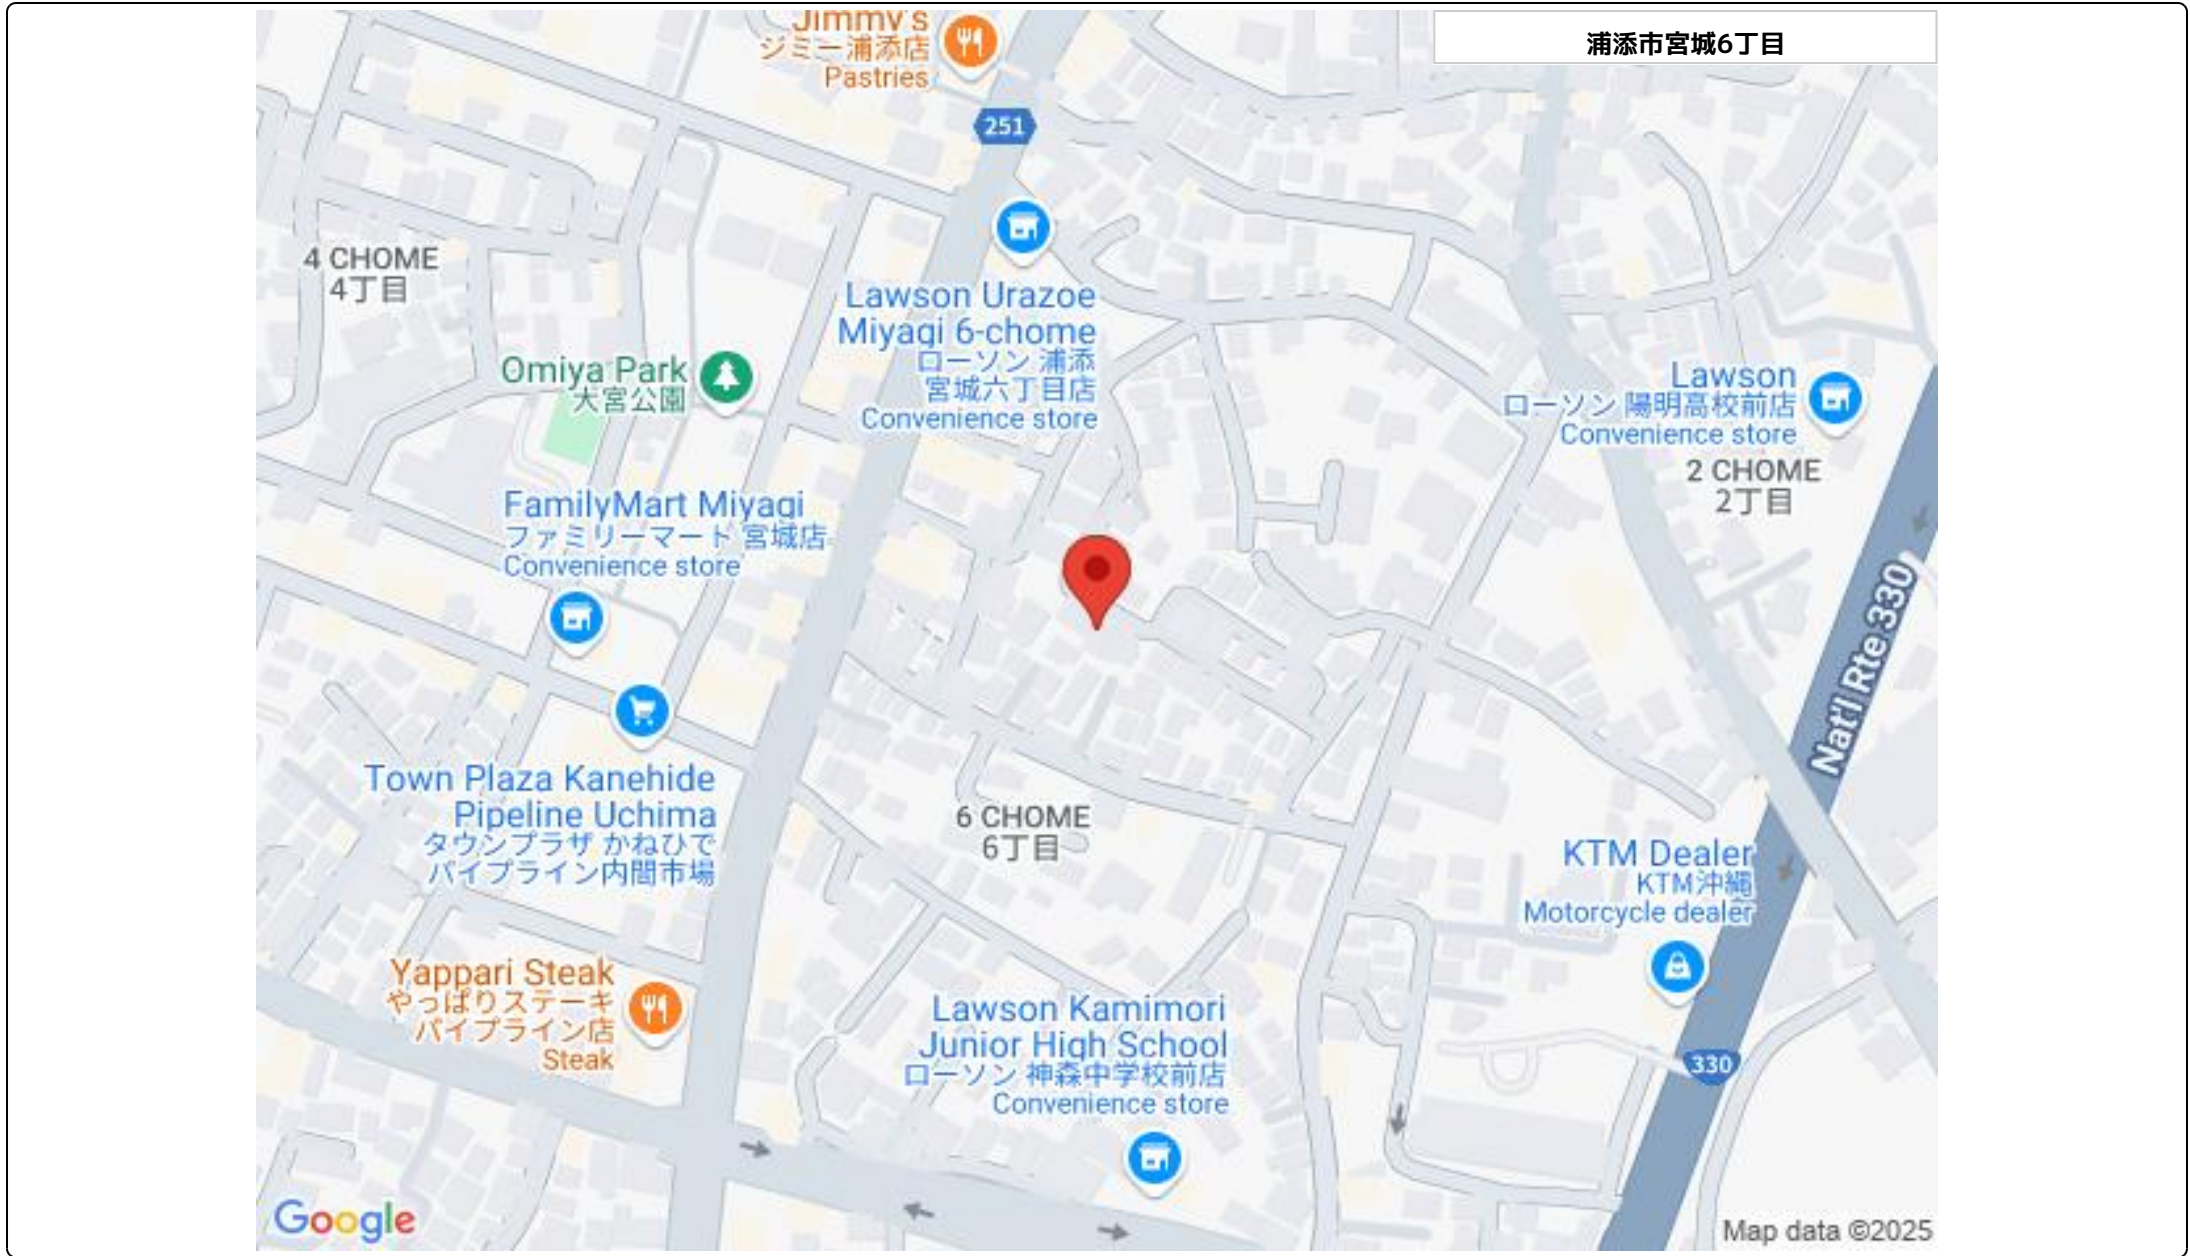 Jimmy's
ジミー浦添店
Pastries
浦添市宮城6丁目
251
4 CHOME
4丁目
Lawson Urazoe
Miyagi 6-chome
ローソン 浦添
宮城六丁目店
Convenience store
Omiya Park
大宮公園
Lawson
ローソン 陽明高校前店
Convenience store
2 CHOME
2丁目
FamilyMart Miyagi
ファミリーマート 宮城店
Convenience store
Nat'l Rte 330
Town Plaza Kanehide
Pipeline Uchima
タウンプラザ かねひで
パイプライン内間市場
6 CHOME
6丁目
KTM Dealer
KTM沖縄
Motorcycle dealer
Yappari Steak
やっぱりステーキ
パイプライン店
Steak
Lawson Kamimori
Junior High School
ローソン 神森中学校前店
Convenience store
330
Google
Map data ©2025